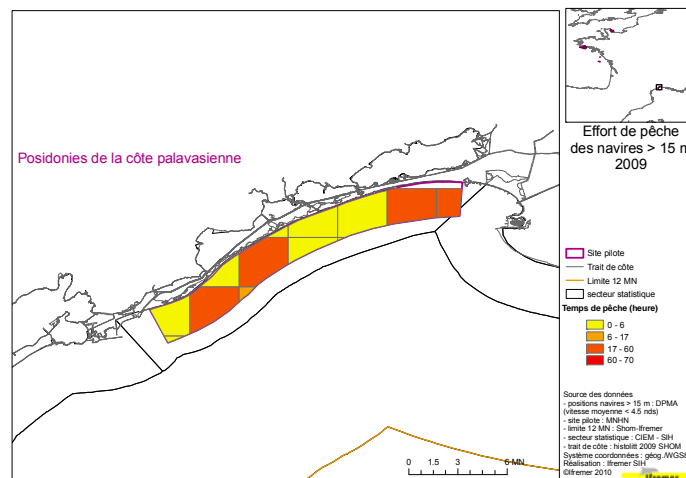 Posidonies de la côte palavasienne
Effort de pêche
des navires > 15 m
2009
Site pilote
Trait de côte
Limite 12 MN
secteur statistique
Temps de pêche (heure)
0 - 6
6 - 17
17 - 60
60 - 70
Source des données
- positions navires > 15 m : DPMA
(vitesse moyenne < 4.5 nds)
- site pilote : MNHN
- limite 12 MN : Shom-Ifremer
- secteur statistique : CIEM - SIH
- trait de côte : histolitt 2009 SHOM
Système coordonnées : géog./WGS8
Réalisation : Ifremer SIH
©Ifremer 2010
Ifremer
0 1.5 3 6 MN